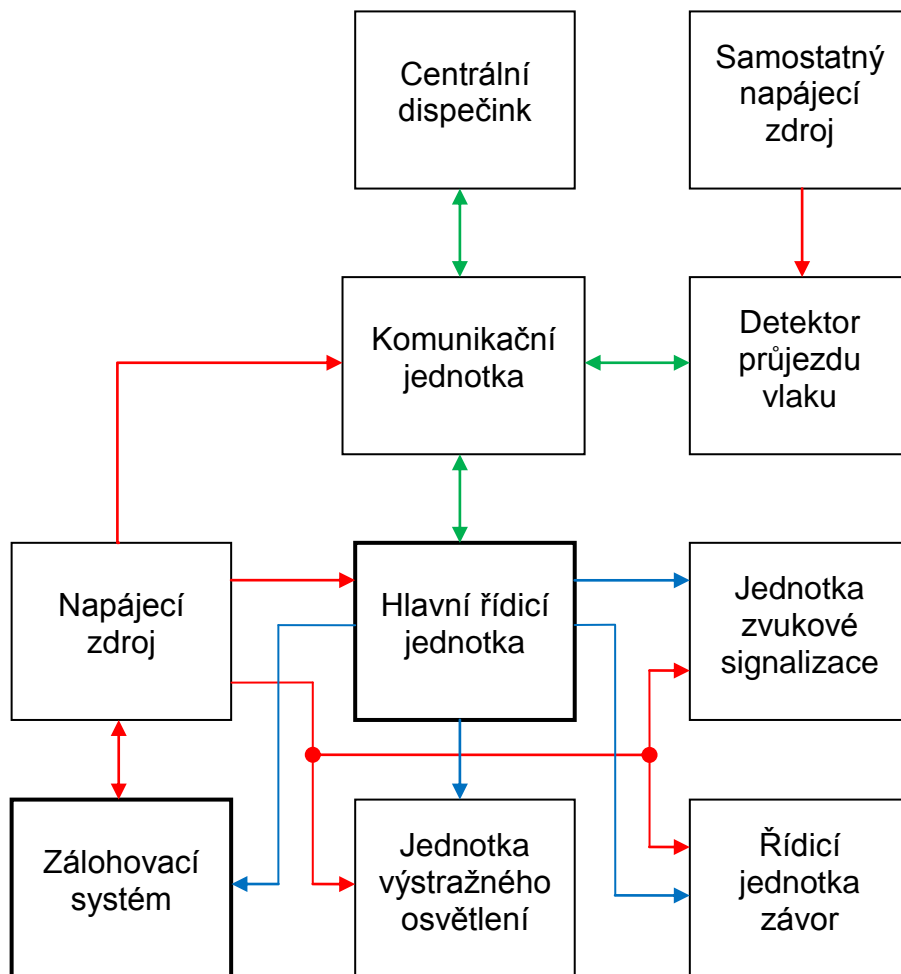 Centrální
dispečink
Samostatný
napájecí
zdroj
Komunikační
jednotka
Detektor
průjezdu
vlaku
Napájecí
zdroj
Hlavní řídicí
jednotka
Jednotka
zvukové
signalizace
Zálohovací
systém
Jednotka
výstražného
osvětlení
Řídicí
jednotka
závor